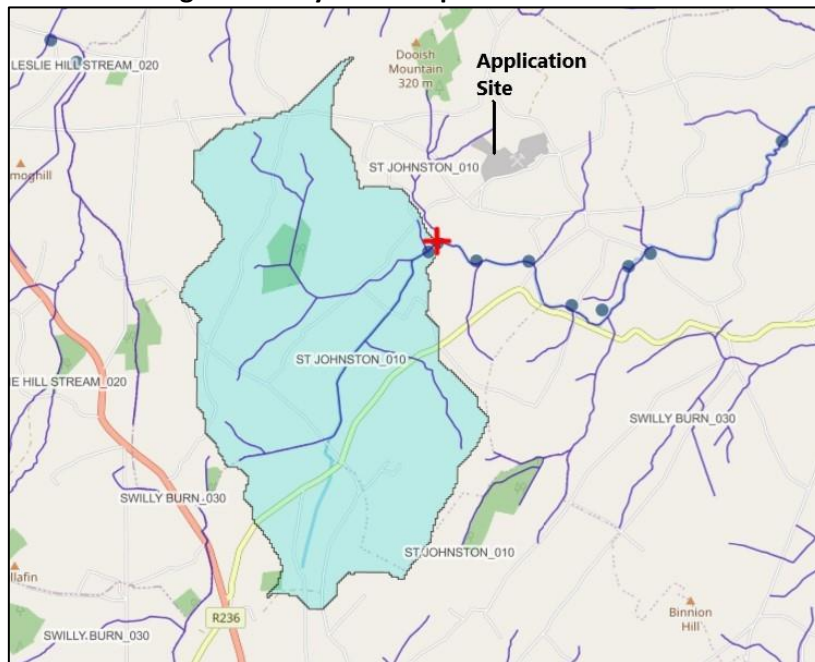 LESLIE HILL STREAM_020
Dooish
Mountain
320 m
Application
Site
moghill
ST JOHNSTON_010
ST JOHNSTON_010
IE HILL STREAM_020
SWILLY BURN_030
SWILLY BURN_030
ST JOHNSTON_010
llafin
R236
Binnion
Hill
SWILLY BURN_030